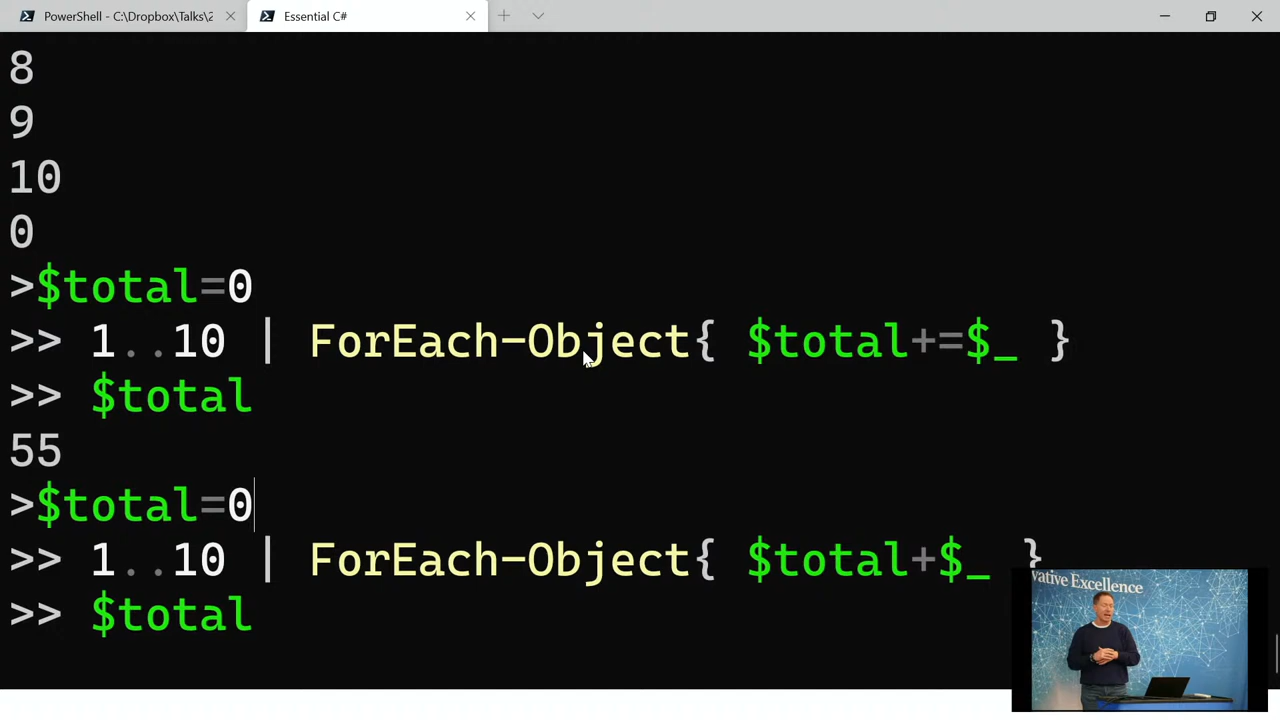 PowerShell - C:\Dropbox\Talks\2
Essential C#
8
9
10
0
>$total=0
>> 1..10 | ForEach-Object{ $total+=$_ }
>> $total
55
>$total=0
>> 1..10 | ForEach-Object{ $total+$_ }
>> $total
vative Excellence